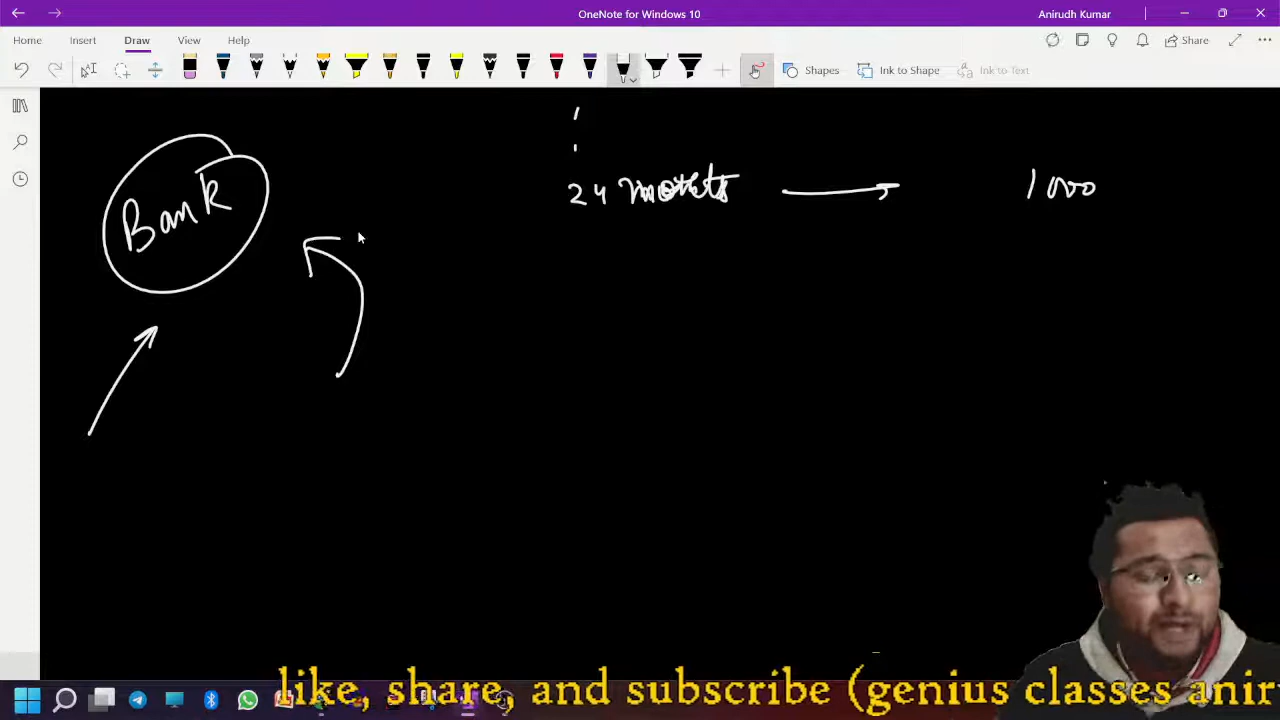 OneNote for Windows 10
Anirudh Kumar
Home Insert Draw View Help
Share
Shapes Ink to Shape Ink to Text
Bank
24 months 1000
like, share, and subscribe (genius classes anir